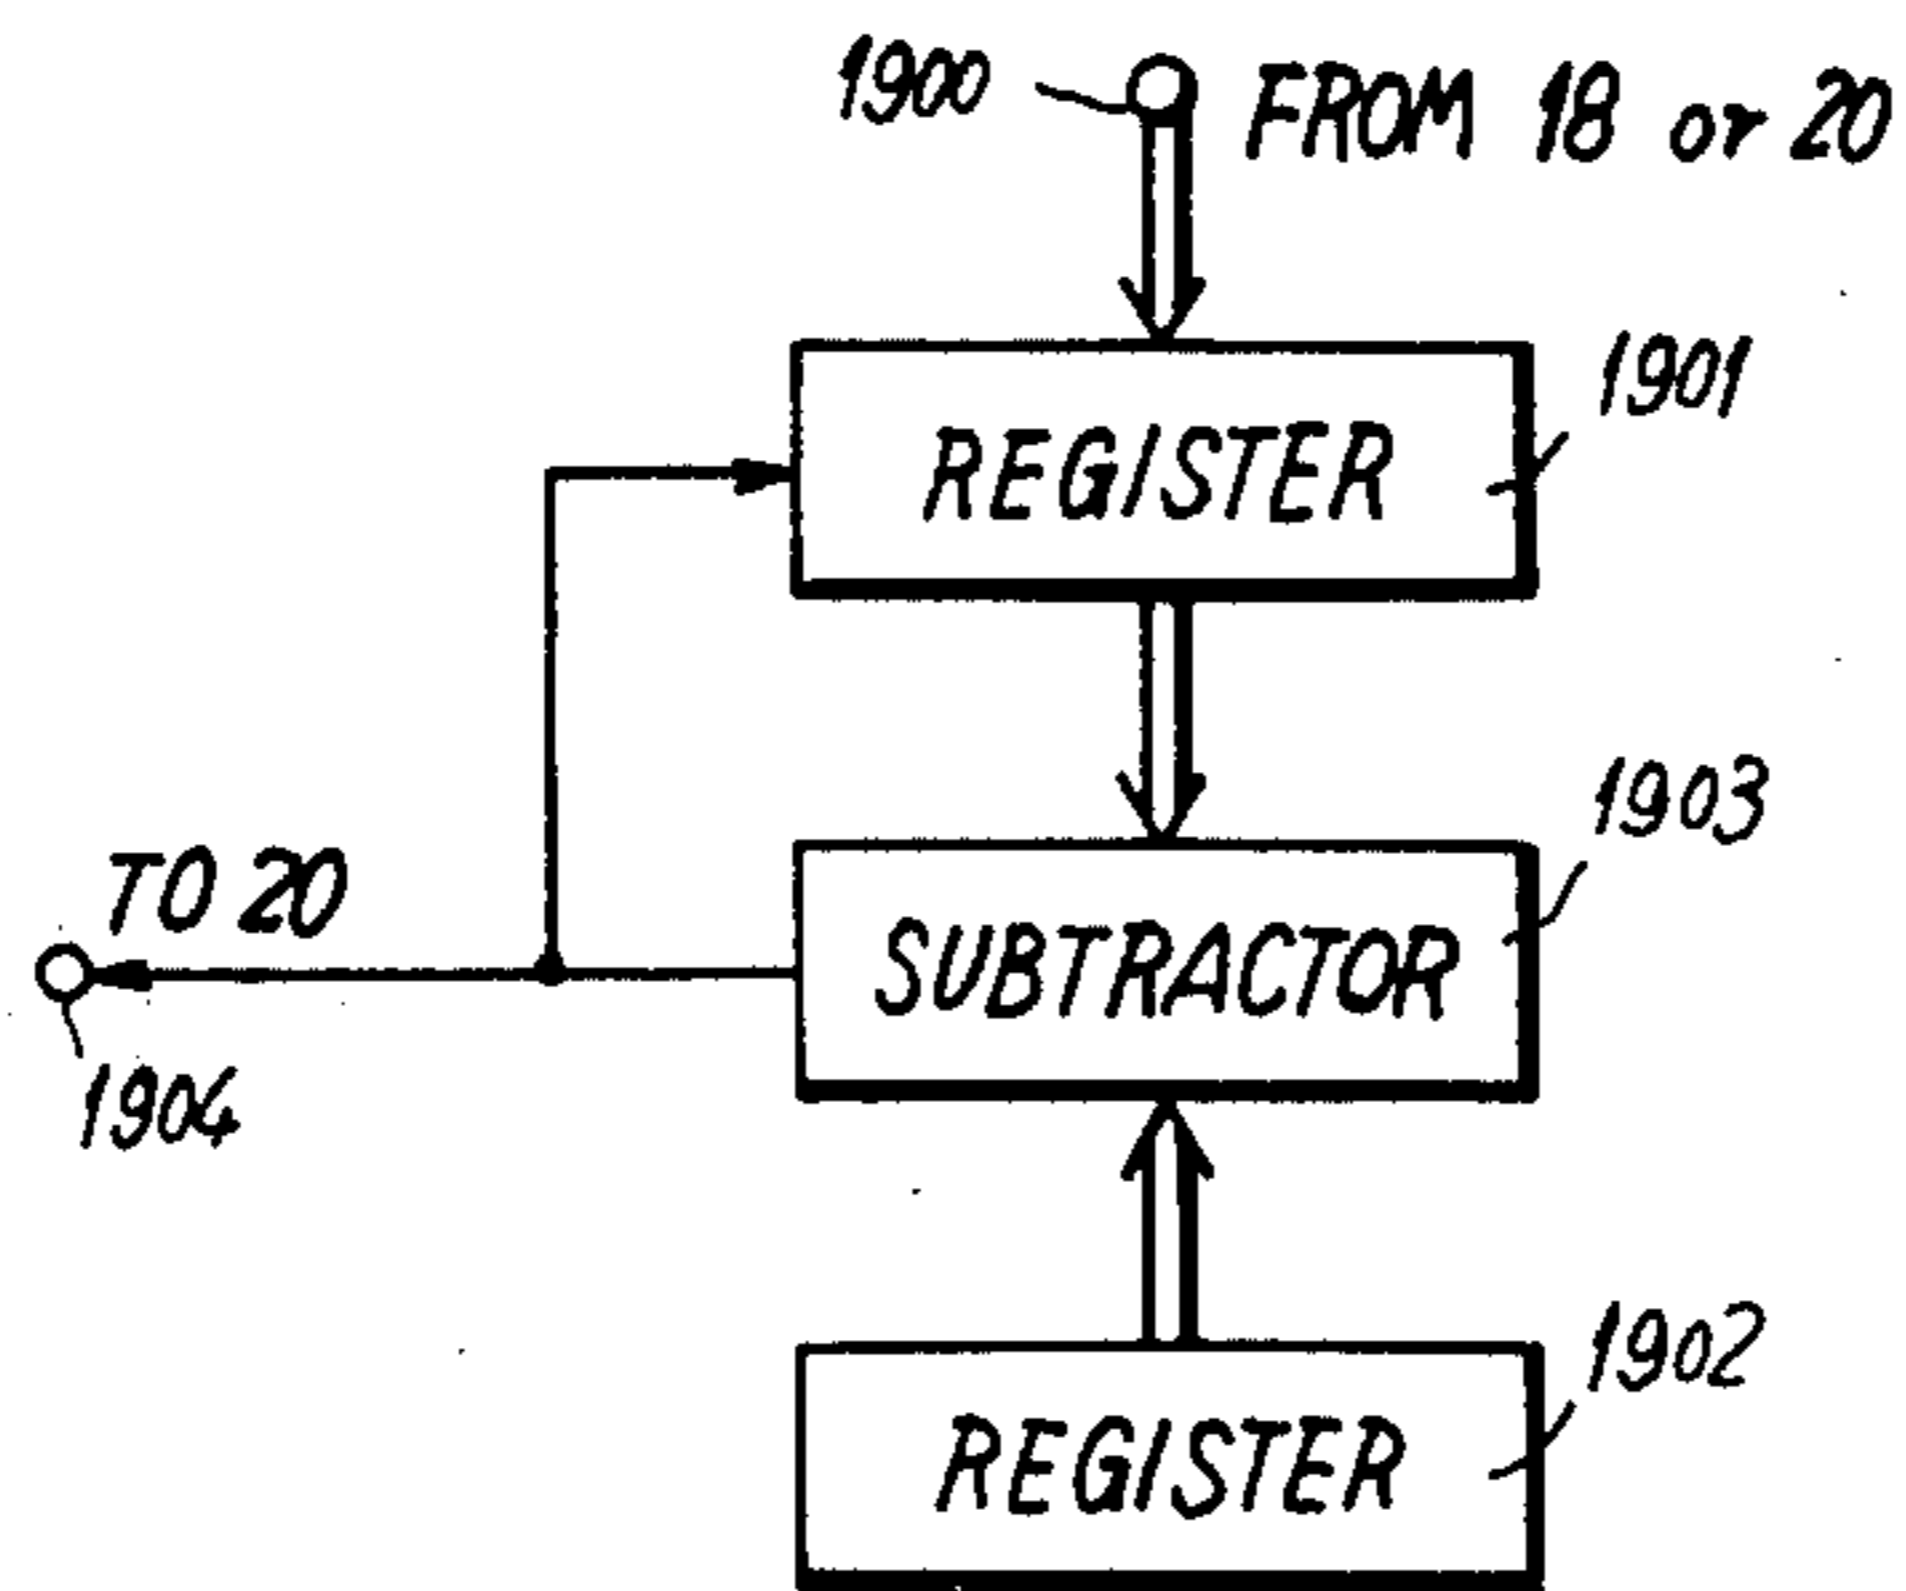 1900
FROM 18 or 20
1901
REGISTER
1903
TO 20
SUBTRACTOR
1904
1902
REGISTER